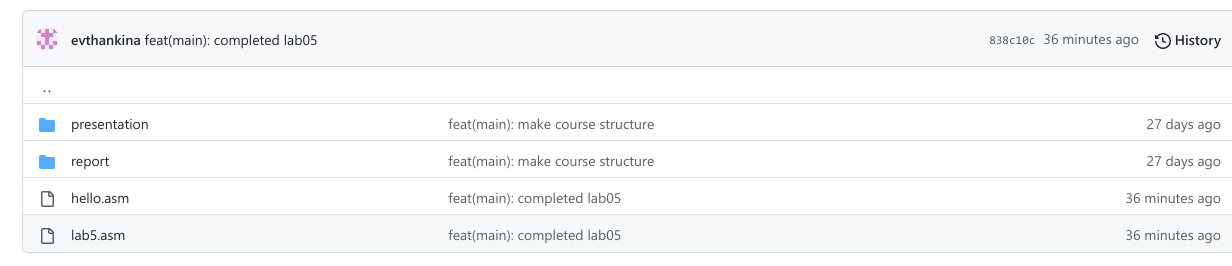 evthankina feat(main): completed lab05 838c10c 36 minutes ago History
..
presentation feat(main): make course structure 27 days ago
report feat(main): make course structure 27 days ago
hello.asm feat(main): completed lab05 36 minutes ago
lab5.asm feat(main): completed lab05 36 minutes ago